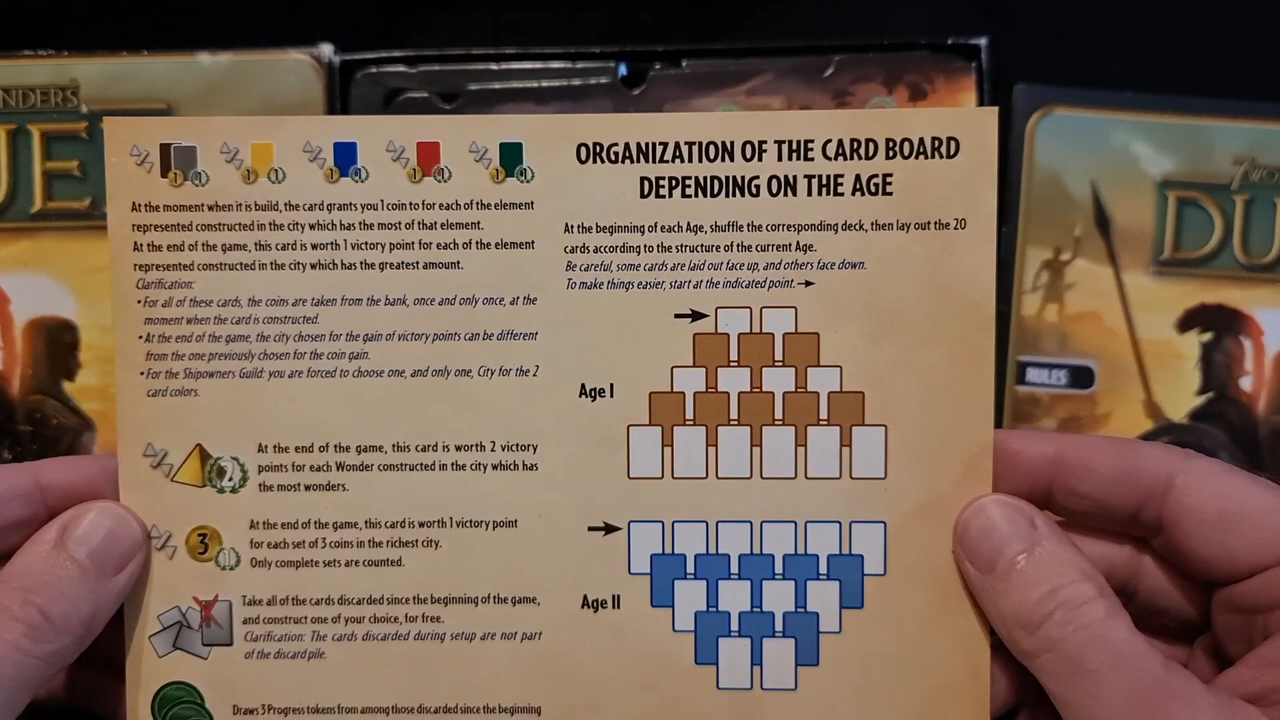 NDERS
UE
At the moment when it is build, the card grants you 1 coin to for each of the element
represented constructed in the city which has the most of that element.
At the end of the game, this card is worth 1 victory point for each of the element
represented constructed in the city which has the greatest amount.
Clarification:
• For all of these cards, the coins are taken from the bank, once and only once, at the
moment when the card is constructed.
• At the end of the game, the city chosen for the gain of victory points can be different
from the one previously chosen for the coin gain.
• For the Shipowners Guild: you are forced to choose one, and only one, City for the 2
card colors.
2
At the end of the game, this card is worth 2 victory
points for each Wonder constructed in the city which has
the most wonders.
3
1
At the end of the game, this card is worth 1 victory point
for each set of 3 coins in the richest city.
Only complete sets are counted.
Take all of the cards discarded since the beginning of the game,
and construct one of your choice, for free.
Clarification: The cards discarded during setup are not part
of the discard pile.
Draws 3 Progress tokens from among those discarded since the beginning
ORGANIZATION OF THE CARD BOARD
DEPENDING ON THE AGE
At the beginning of each Age, shuffle the corresponding deck, then lay out the 20
cards according to the structure of the current Age.
Be careful, some cards are laid out face up, and others face down.
To make things easier, start at the indicated point.
Age I
Age II
7 WO
DU
RULES